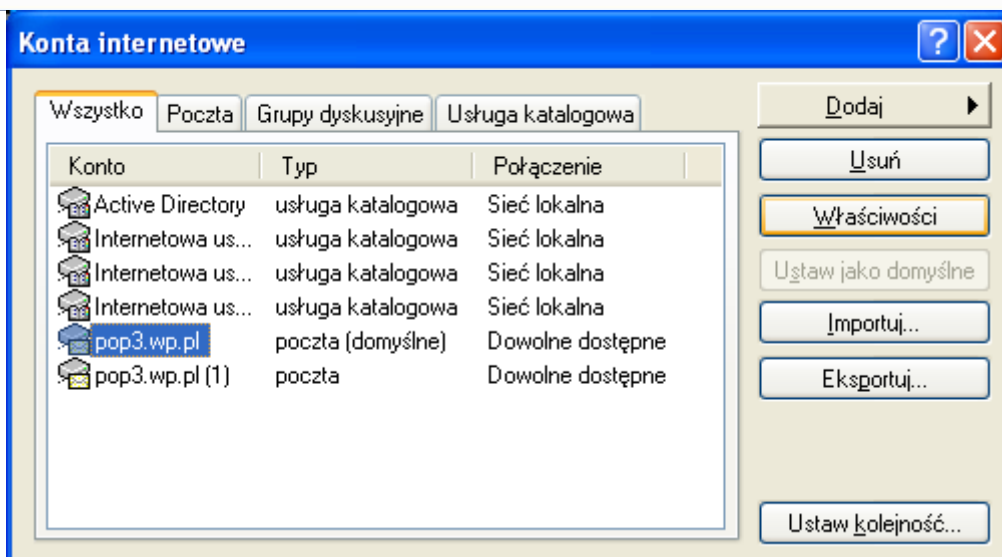 Konta internetowe
Wszystko Poczta Grupy dyskusyjne Usługa katalogowa
Dodaj
Konto Typ Połączenie
Usuń
Active Directory usługa katalogowa Sieć lokalna
Właściwości
Internetowa us... usługa katalogowa Sieć lokalna
Internetowa us... usługa katalogowa Sieć lokalna
Ustaw jako domyślne
Internetowa us... usługa katalogowa Sieć lokalna
Importuj...
pop3.wp.pl poczta (domyślne) Dowolne dostępne
pop3.wp.pl (1) poczta Dowolne dostępne
Eksportuj...
Ustaw kolejność...